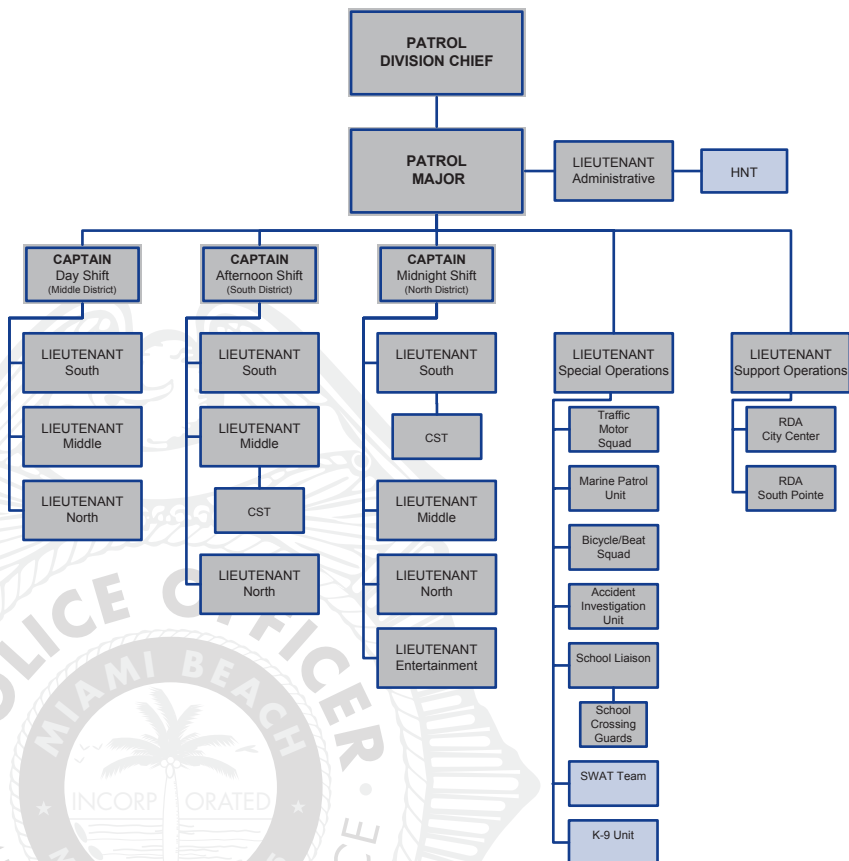 PATROL
DIVISION CHIEF
PATROL
MAJOR
LIEUTENANT
Administrative
HNT
CAPTAIN
Day Shift
(Middle District)
CAPTAIN
Afternoon Shift
(South District)
CAPTAIN
Midnight Shift
(North District)
LIEUTENANT
South
LIEUTENANT
Middle
LIEUTENANT
North
LIEUTENANT
South
LIEUTENANT
Middle
CST
LIEUTENANT
North
LIEUTENANT
South
CST
LIEUTENANT
Middle
LIEUTENANT
North
LIEUTENANT
Entertainment
LIEUTENANT
Special Operations
Traffic
Motor
Squad
Marine Patrol
Unit
Bicycle/Beat
Squad
Accident
Investigation
Unit
School Liaison
School
Crossing
Guards
SWAT Team
K-9 Unit
LIEUTENANT
Support Operations
RDA
City Center
RDA
South Pointe
POLICE OFFICER
MIAMI BEACH
INCORP ORATED